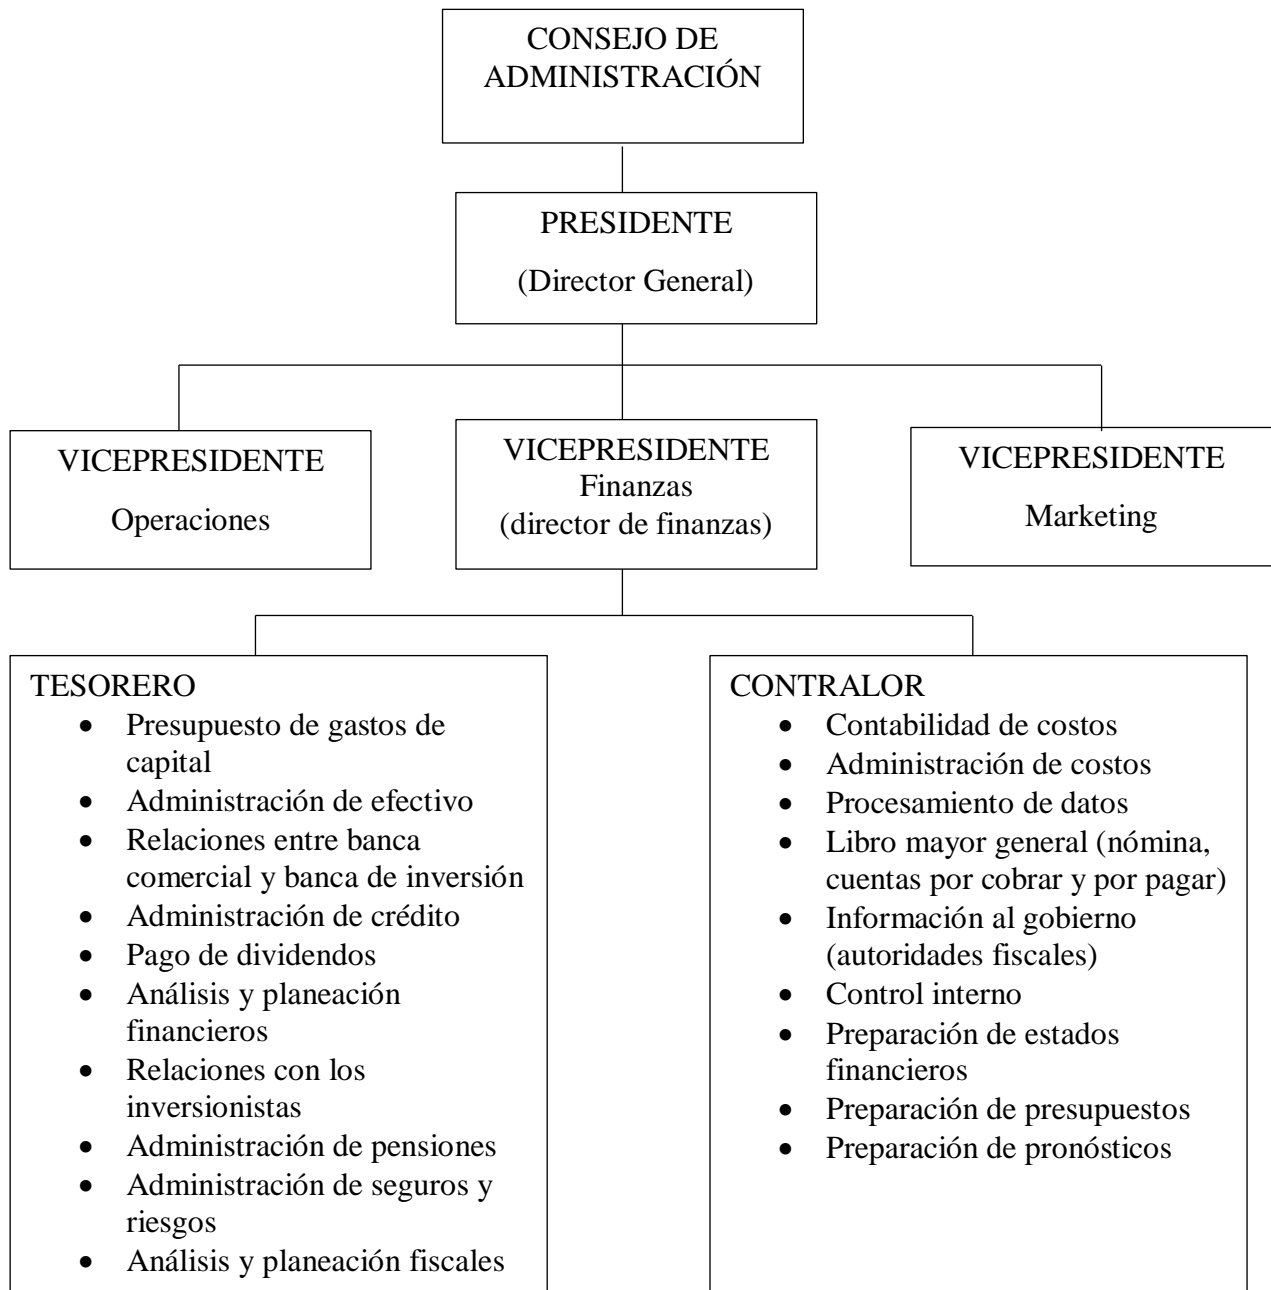 CONSEJO DE
ADMINISTRACIÓN
PRESIDENTE
(Director General)
VICEPRESIDENTE
Operaciones
VICEPRESIDENTE
Finanzas
(director de finanzas)
VICEPRESIDENTE
Marketing
TESORERO
• Presupuesto de gastos de
capital
• Administración de efectivo
• Relaciones entre banca
comercial y banca de inversión
• Administración de crédito
• Pago de dividendos
• Análisis y planeación
financieros
• Relaciones con los
inversionistas
• Administración de pensiones
• Administración de seguros y
riesgos
• Análisis y planeación fiscales
CONTRALOR
• Contabilidad de costos
• Administración de costos
• Procesamiento de datos
• Libro mayor general (nómina,
cuentas por cobrar y por pagar)
• Información al gobierno
(autoridades fiscales)
• Control interno
• Preparación de estados
financieros
• Preparación de presupuestos
• Preparación de pronósticos